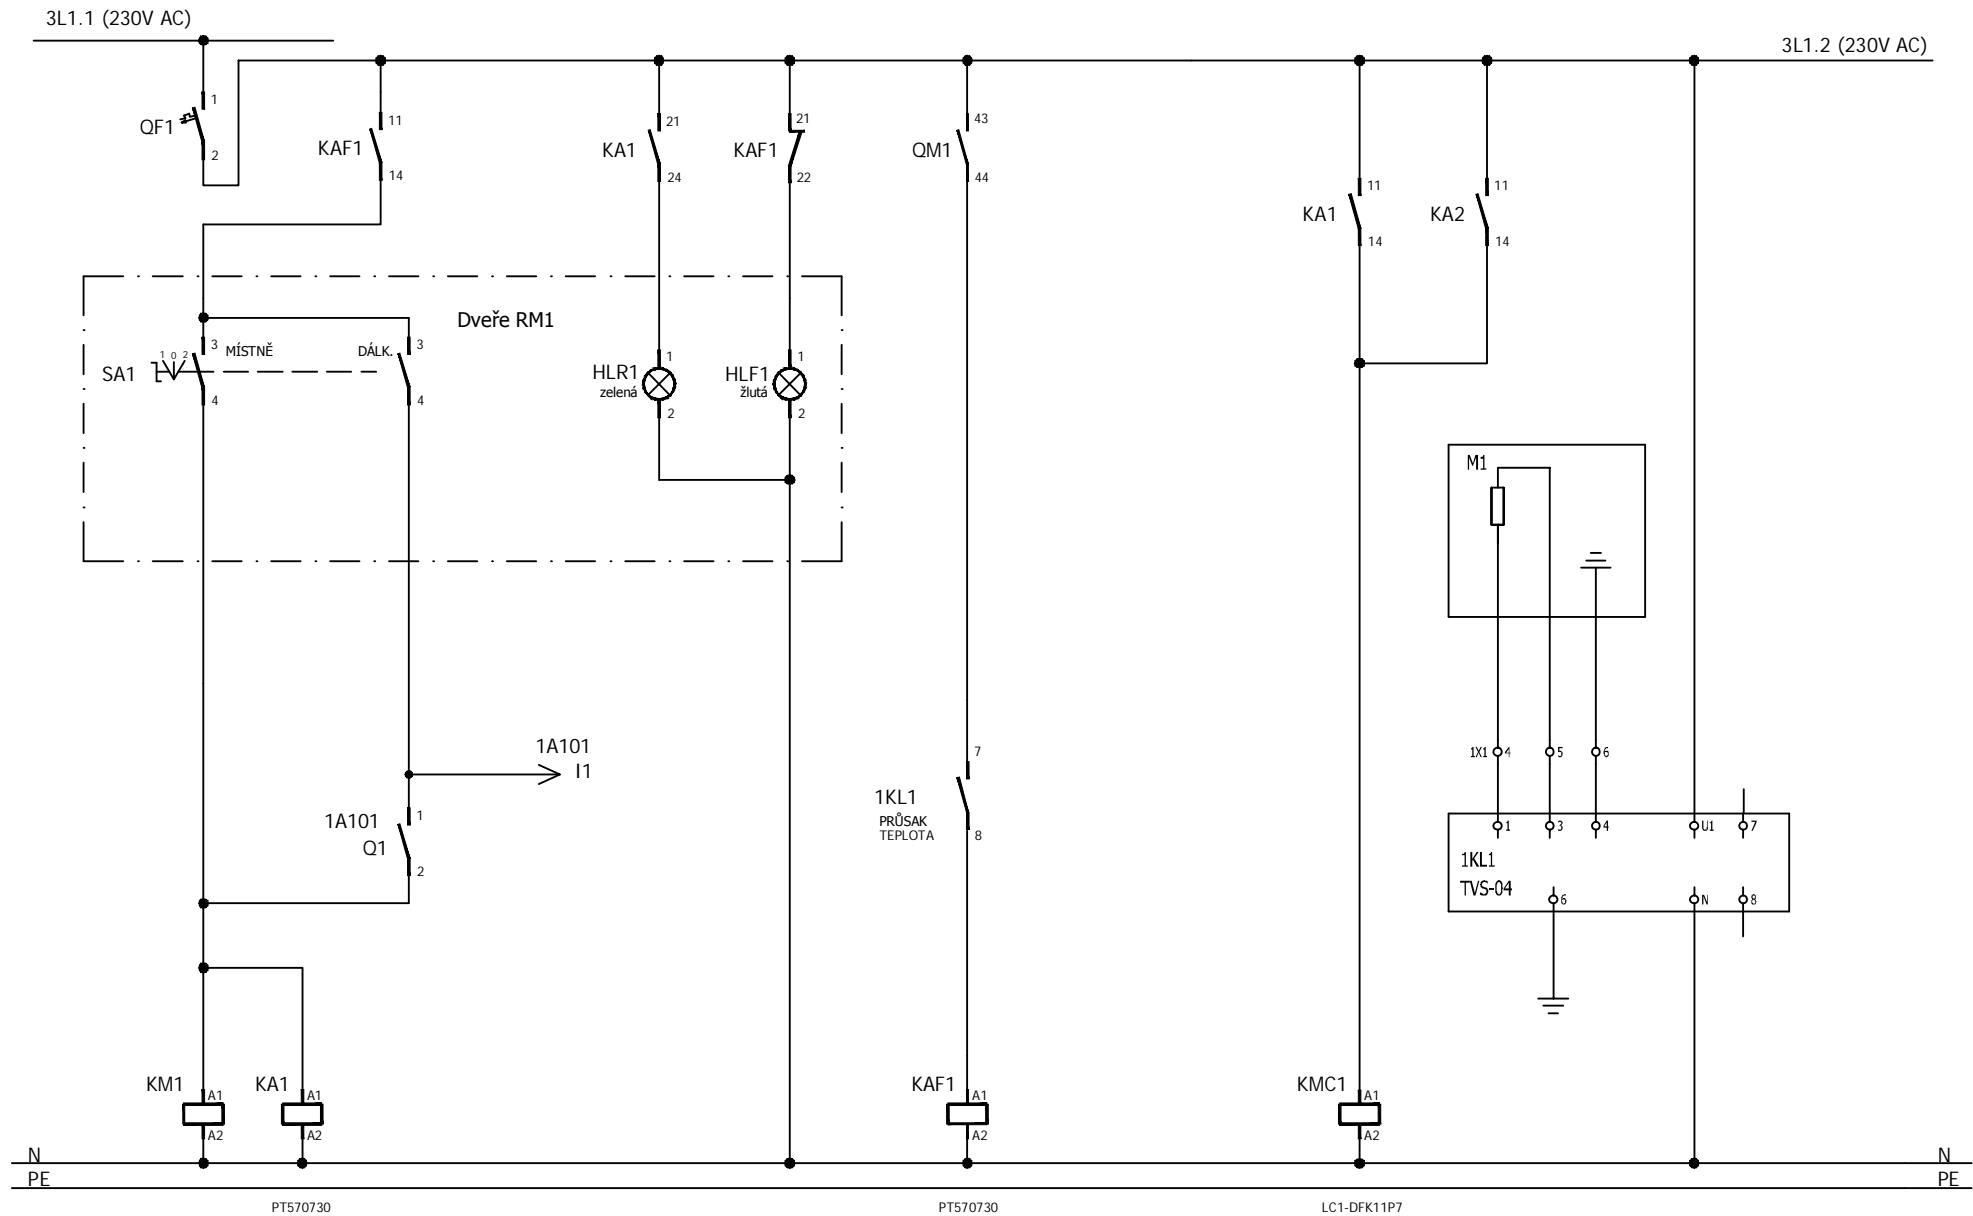 3L1.1 (230V AC)
3L1.2 (230V AC)
1
QF1
2
11
KAF1
14
21
KA1
24
21
KAF1
22
43
QM1
44
11
KA1
14
11
KA2
14
Dveře RM1
1 0 2
3
MÍSTNĚ
DÁLK.
3
SA1
4
4
1
HLR1
zelená
2
1
HLF1
žlutá
2
M1
1A101
I1
1A101
1
Q1
2
7
1KL1
PRŮSAK
TEPLOTA
8
1X1
4
5
6
1
3
4
U1
7
1KL1
TVS-04
6
N
8
KM1
A1
A2
KA1
A1
A2
KAF1
A1
A2
KMC1
A1
A2
N
N
PE
PE
PT570730
PT570730
LC1-DFK11P7